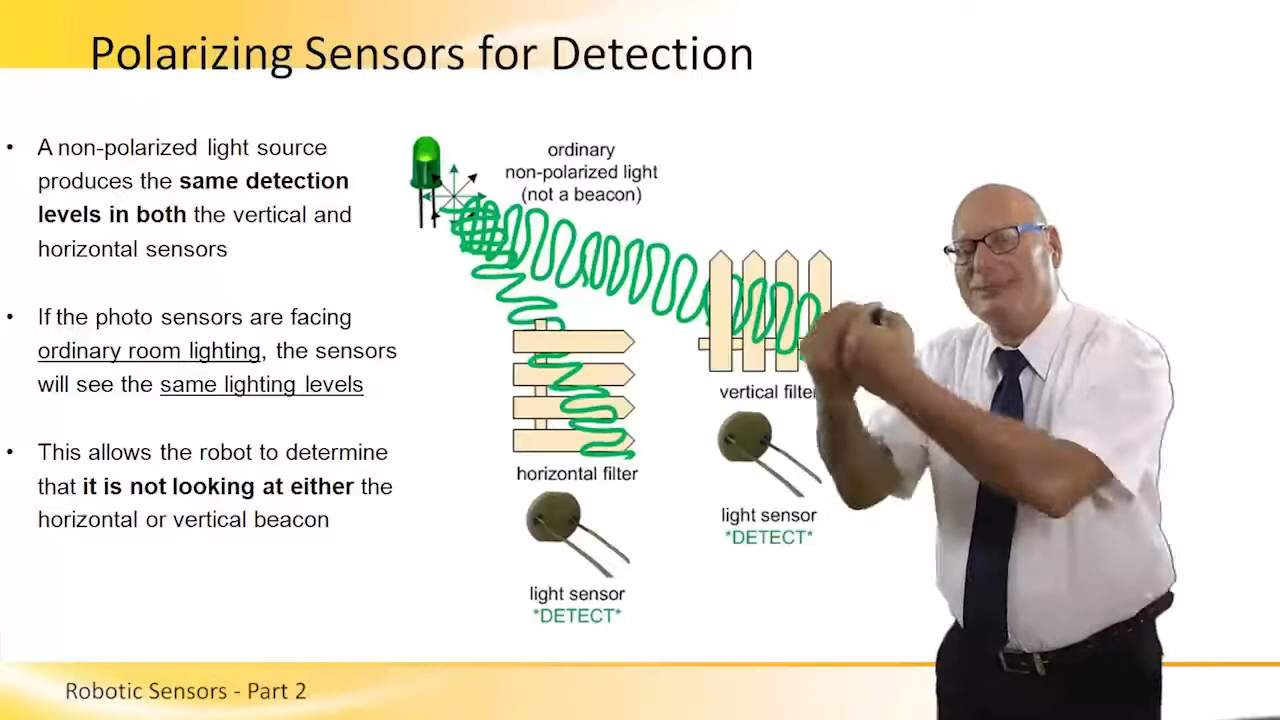 Polarizing Sensors for Detection
• A non-polarized light source
produces the same detection
levels in both the vertical and
horizontal sensors
• If the photo sensors are facing
ordinary room lighting, the sensors
will see the same lighting levels
• This allows the robot to determine
that it is not looking at either the
horizontal or vertical beacon
ordinary
non-polarized light
(not a beacon)
vertical filter
horizontal filter
light sensor
*DETECT*
light sensor
*DETECT*
Robotic Sensors - Part 2